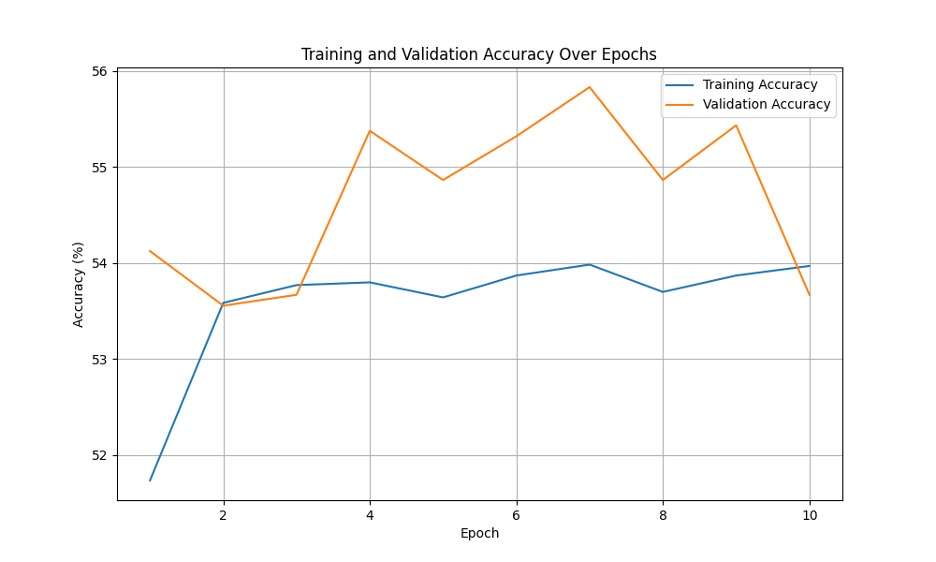 Training and Validation Accuracy Over Epochs
Training Accuracy
Validation Accuracy
Accuracy (%)
56
55
54
53
52
2 4 6 8 10
Epoch